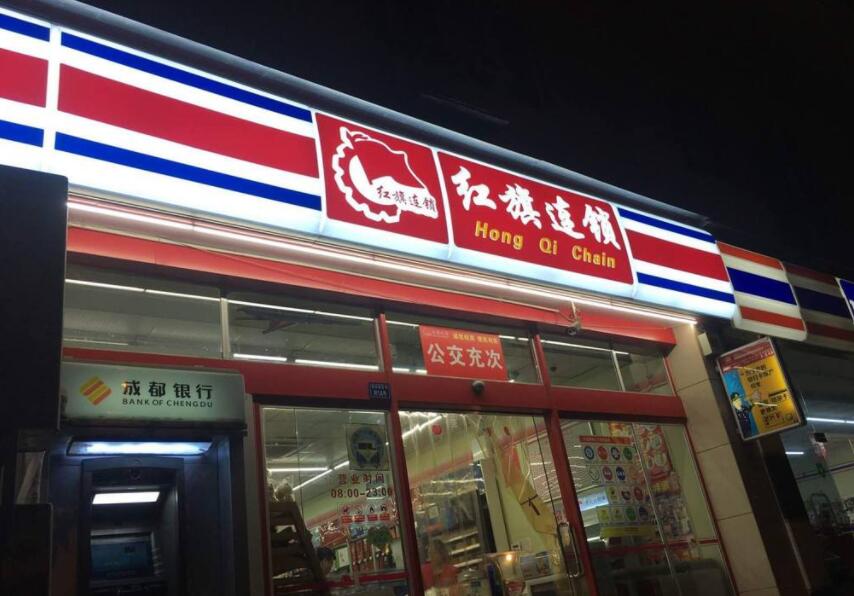 红旗连锁
红旗连锁
Hong Qi Chain
公交充次
成都银行
BANK OF CHENGDU
营业时间
08:00-23:00